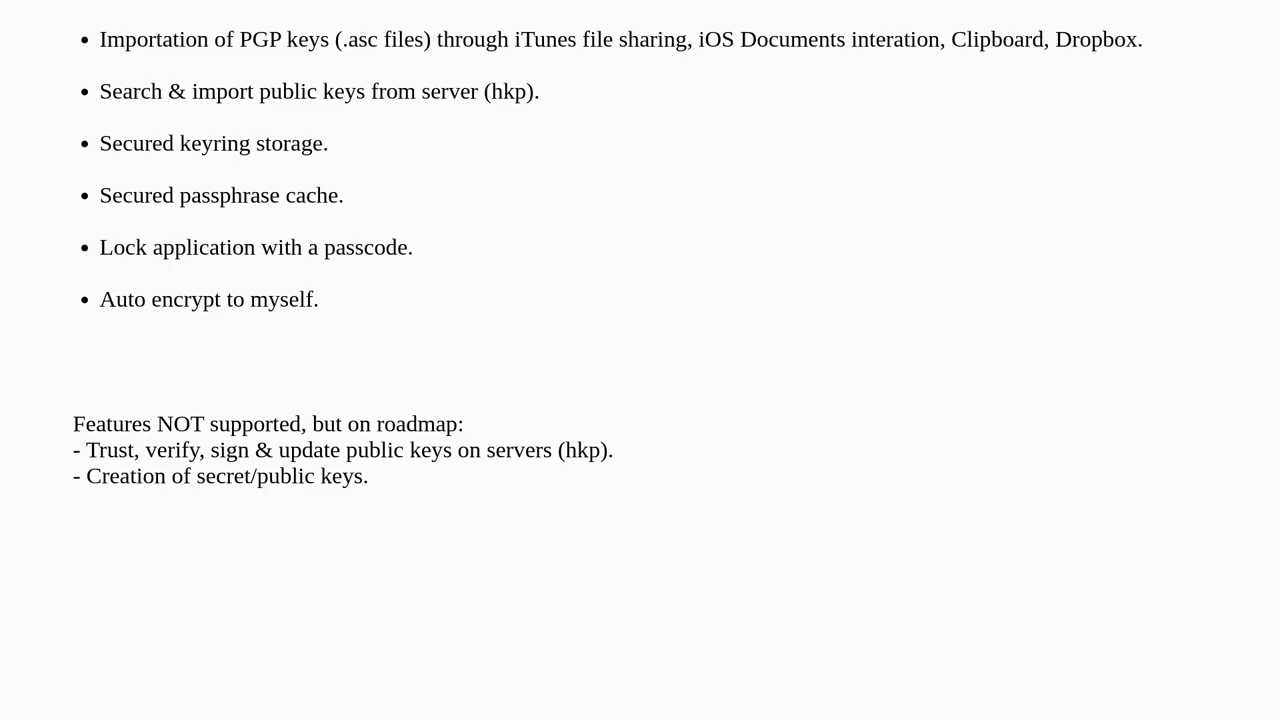 • Importation of PGP keys (.asc files) through iTunes file sharing, iOS Documents interation, Clipboard, Dropbox.
• Search & import public keys from server (hkp).
• Secured keyring storage.
• Secured passphrase cache.
• Lock application with a passcode.
• Auto encrypt to myself.
Features NOT supported, but on roadmap:
- Trust, verify, sign & update public keys on servers (hkp).
- Creation of secret/public keys.